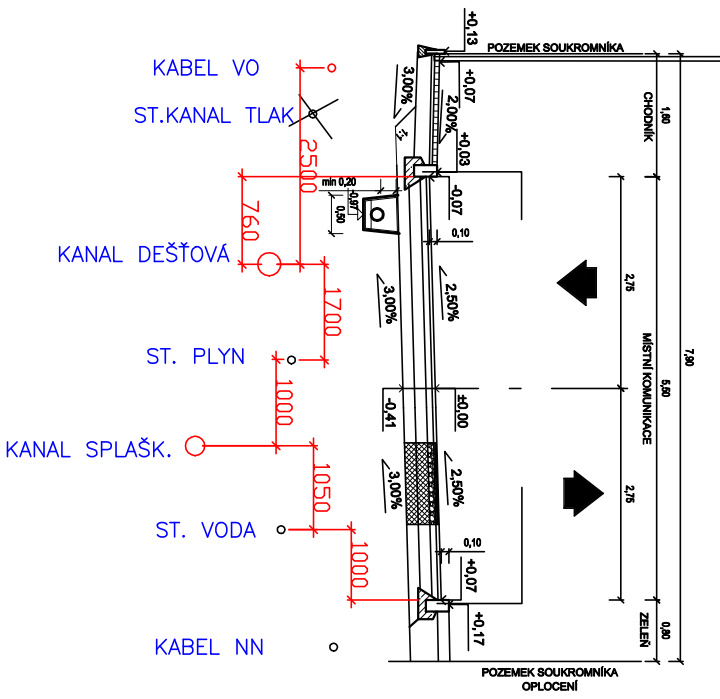 POZEMEK SOUKROMNÍKA
+0,13
KABEL VO
3,00%
+0,07
2,00%
CHODNÍK
1,60
ST.KANAL TLAK
+0,03
2500
min 0,20
-0,97
0,50
760
-0,07
0,10
KANAL DEŠŤOVÁ
1700
3,00%
2,50%
2,75
ST. PLYN
MÍSTNÍ KOMUNIKACE
5,50
7,90
1000
-0,41
±0,00
KANAL SPLAŠK.
3,00%
2,50%
2,75
1050
ST. VODA
0,10
1000
+0,07
+0,17
ZELEŇ
0,80
KABEL NN
POZEMEK SOUKROMNÍKA
OPLOCENÍ